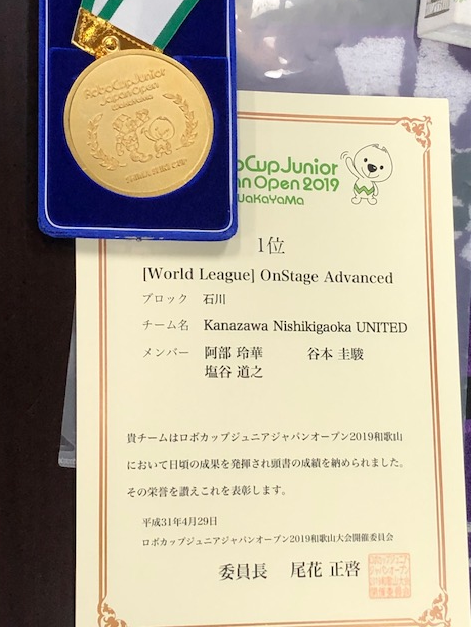 RoboCupJunior
Japan Open
CupJunior
an Open 2019
akayama
1位
[World League] OnStage Advanced
ブロック 石川
チーム名 Kanazawa Nishikigaoka UNITED
メンバー 阿部 玲華 谷本 圭駿
塩谷 道之
貴チームはロボカップジュニアジャパンオープン2019和歌山
において日頃の成果を発揮され頭書の成績を納められました。
その栄誉を讃えこれを表彰します。
平成31年4月29日
ロボカップジュニアジャパンオープン2019和歌山大会開催委員会
委員長 尾花 正啓